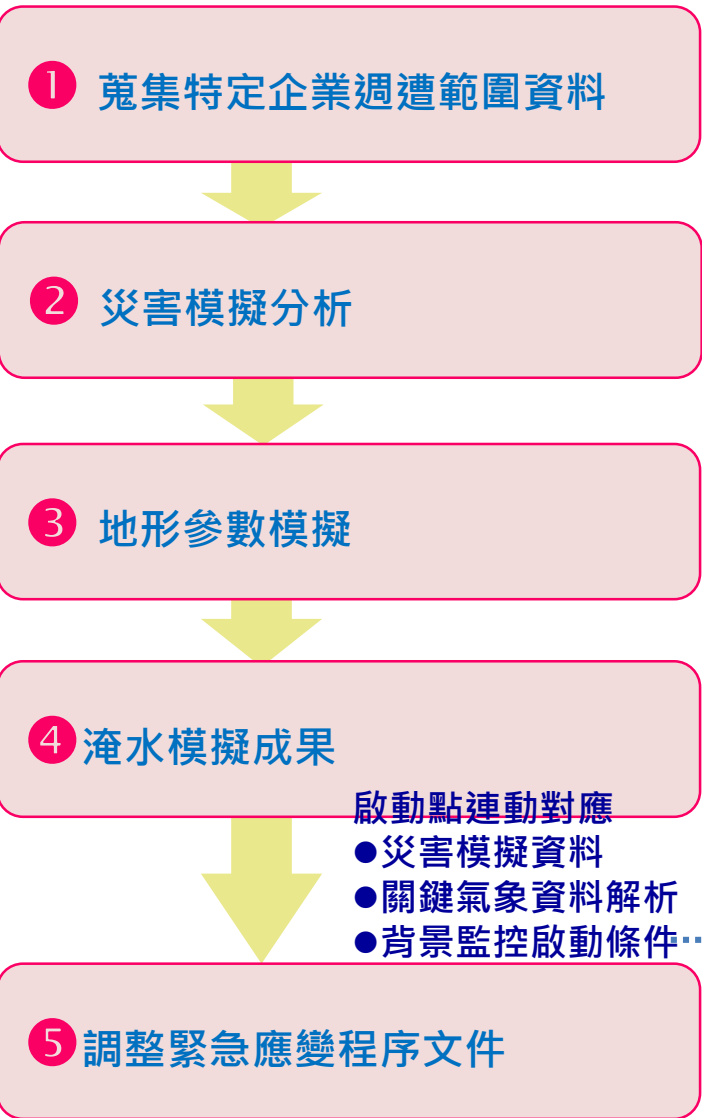 ❶ 蒐集特定企業週遭範圍資料
❷ 災害模擬分析
❸ 地形參數模擬
❹ 淹水模擬成果
啟動點連動對應
●災害模擬資料
●關鍵氣象資料解析
●背景監控啟動條件
❺ 調整緊急應變程序文件